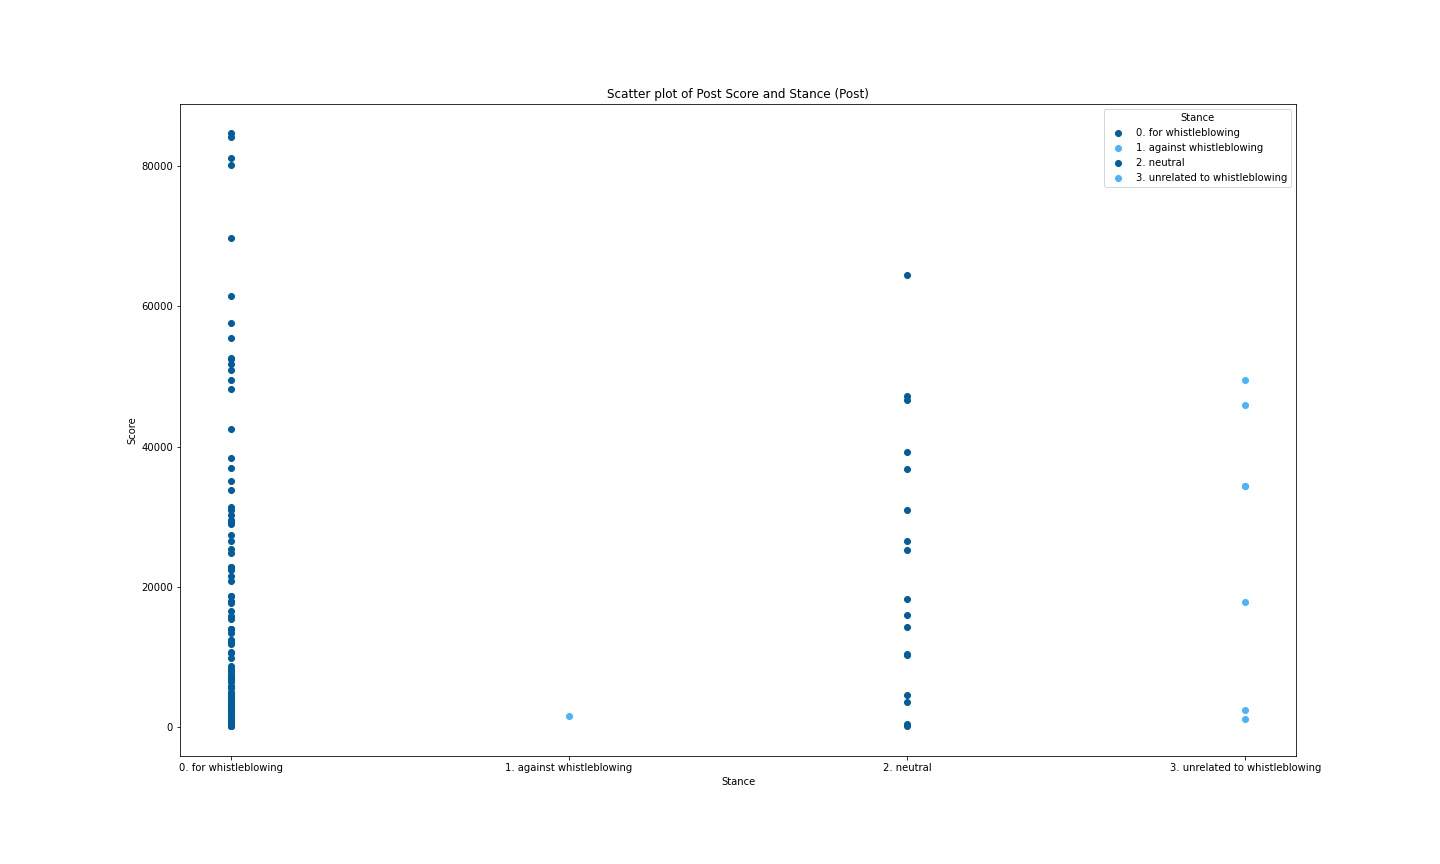 Scatter plot of Post Score and Stance (Post)
Stance
0. for whistleblowing
1. against whistleblowing
2. neutral
3. unrelated to whistleblowing
80000
60000
40000
20000
0
Score
0. for whistleblowing
1. against whistleblowing
2. neutral
3. unrelated to whistleblowing
Stance